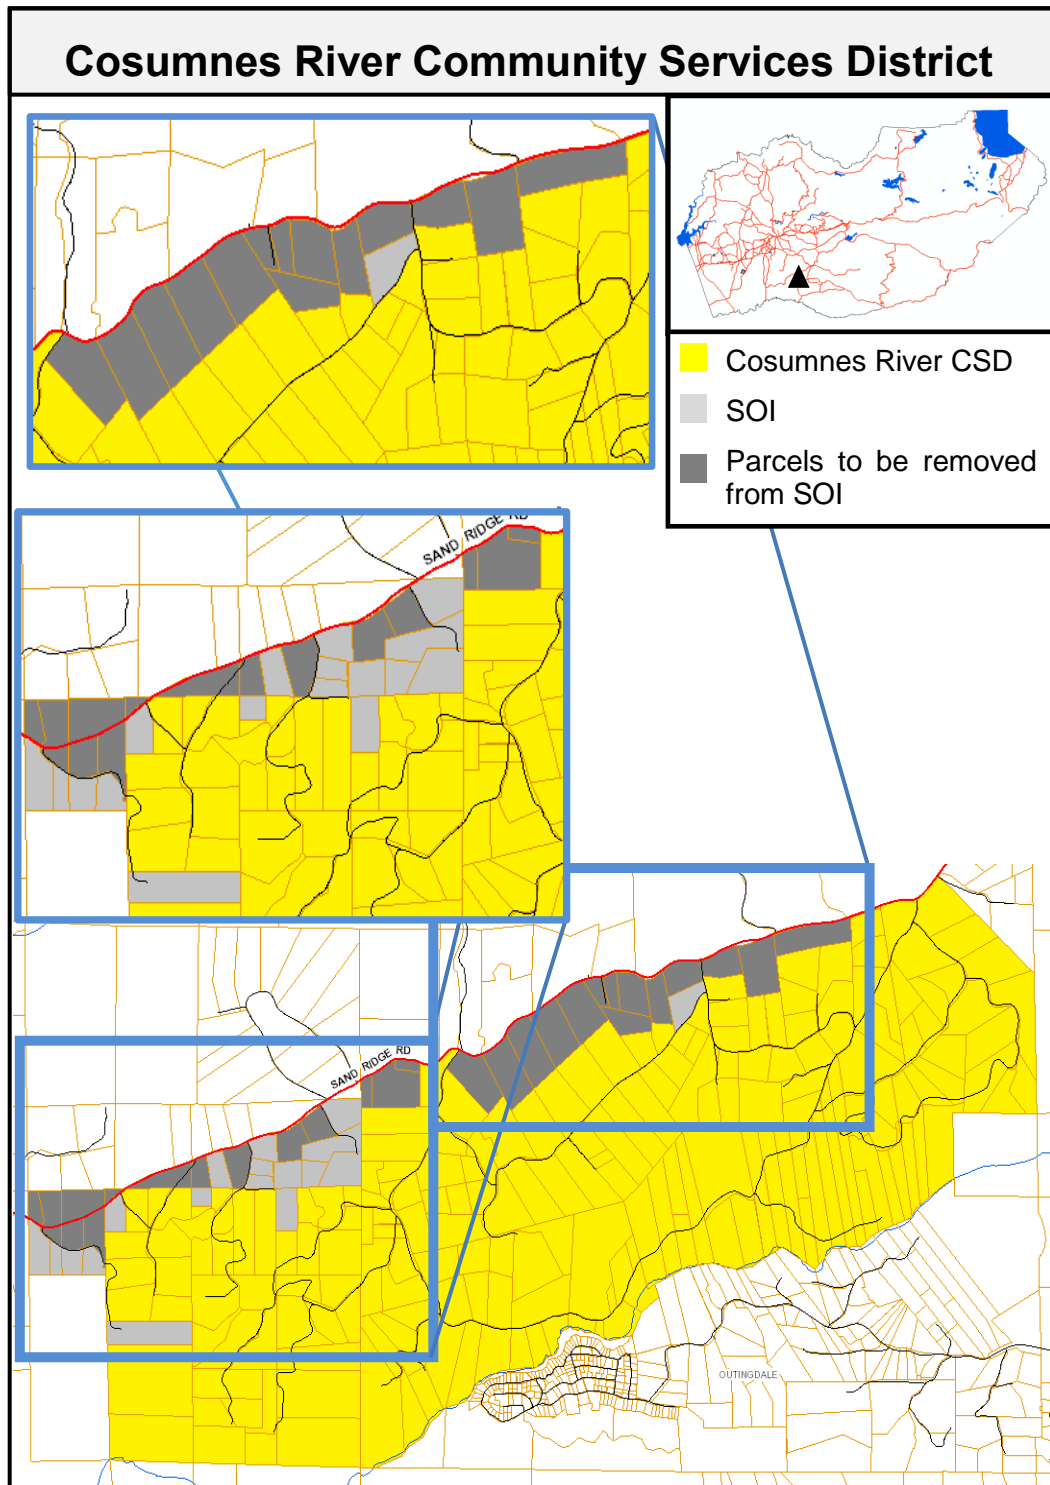 Cosumnes River Community Services District
Cosumnes River CSD
SOI
Parcels to be removed
from SOI
SAND RIDGE RD
SAND RIDGE RD
OUTINGDALE